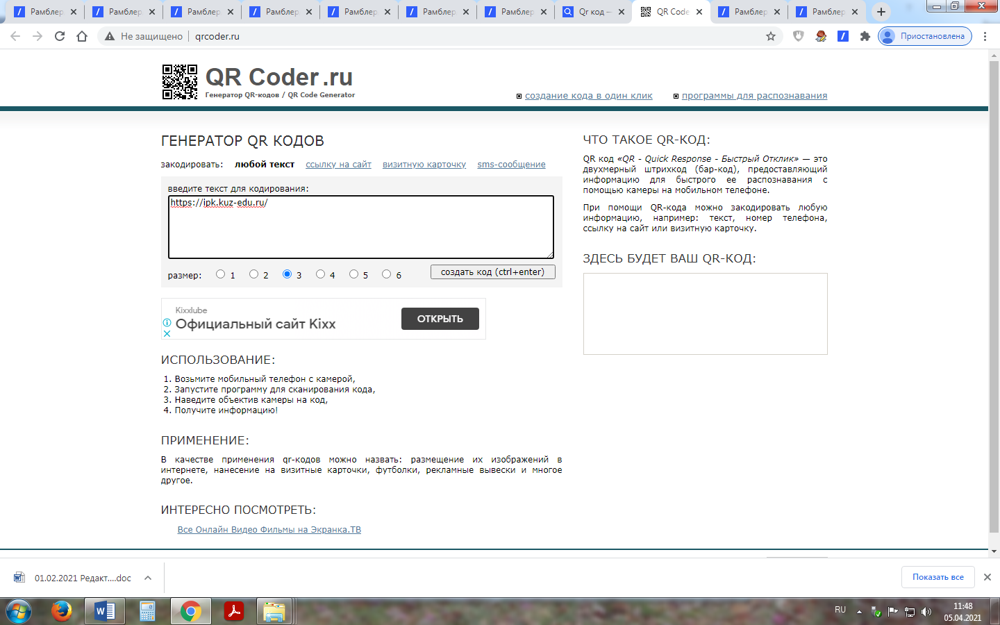 Рамблер
Рамблер
Рамблер
Рамблер
Рамблер
Рамблер
Рамблер
Qr код —
QR Code
Рамблер
Рамблер
Не защищено
qrcoder.ru
Приостановлена
QR Coder.ru
Генератор QR-кодов / QR Code Generator
создание кода в один клик
программы для распознавания
ГЕНЕРАТОР QR КОДОВ
закодировать: любой текст ссылку на сайт визитную карточку sms-сообщение
введите текст для кодирования:
https://ipk.kuz-edu.ru/
размер: 1 2 3 4 5 6
создать код (ctrl+enter)
Kixxlube
Официальный сайт Kixx
ОТКРЫТЬ
ИСПОЛЬЗОВАНИЕ:
1. Возьмите мобильный телефон с камерой,
2. Запустите программу для сканирования кода,
3. Наведите объектив камеры на код,
4. Получите информацию!
ПРИМЕНЕНИЕ:
В качестве применения qr-кодов можно назвать: размещение их изображений в
интернете, нанесение на визитные карточки, футболки, рекламные вывески и многое
другое.
ИНТЕРЕСНО ПОСМОТРЕТЬ:
Все Онлайн Видео Фильмы на Экранка.ТВ
ЧТО ТАКОЕ QR-КОД:
QR код «QR - Quick Response - Быстрый Отклик» — это
двухмерный штрихкод (бар-код), предоставляющий
информацию для быстрого ее распознавания с
помощью камеры на мобильном телефоне.
При помощи QR-кода можно закодировать любую
информацию, например: текст, номер телефона,
ссылку на сайт или визитную карточку.
ЗДЕСЬ БУДЕТ ВАШ QR-КОД:
01.02.2021 Редакт....doc
Показать все
RU
11:48
05.04.2021